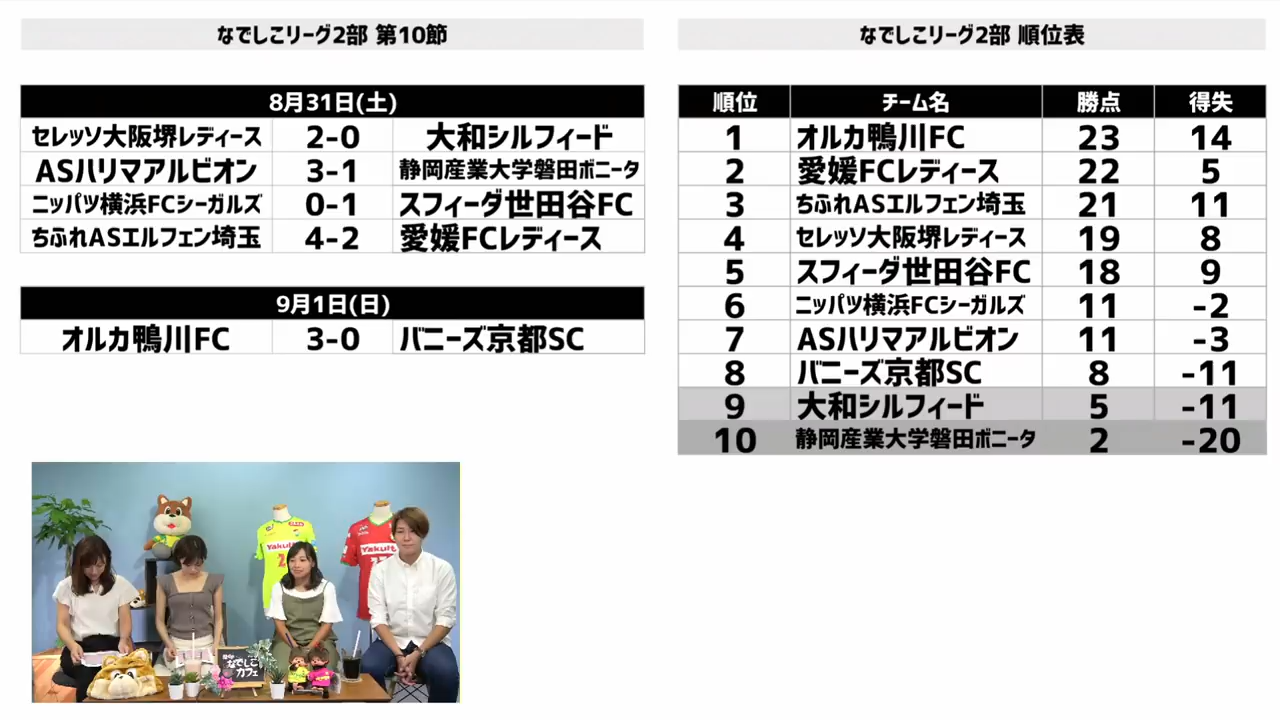 なでしこリーグ2部 第10節
8月31日(土)
セレッソ大阪堺レディース 2-0 大和シルフィード
ASハリマアルビオン 3-1 静岡産業大学磐田ボニータ
ニッパツ横浜FCシーガルズ 0-1 スフィーダ世田谷FC
ちふれASエルフェン埼玉 4-2 愛媛FCレディース
9月1日(日)
オルカ鴨川FC 3-0 バニーズ京都SC
なでしこリーグ2部 順位表
順位 チーム名 勝点 得失
1 オルカ鴨川FC 23 14
2 愛媛FCレディース 22 5
3 ちふれASエルフェン埼玉 21 11
4 セレッソ大阪堺レディース 19 8
5 スフィーダ世田谷FC 18 9
6 ニッパツ横浜FCシーガルズ 11 -2
7 ASハリマアルビオン 11 -3
8 バニーズ京都SC 8 -11
9 大和シルフィード 5 -11
10 静岡産業大学磐田ボニータ 2 -20
Yakult
Yakult
なでしこ
カフェ